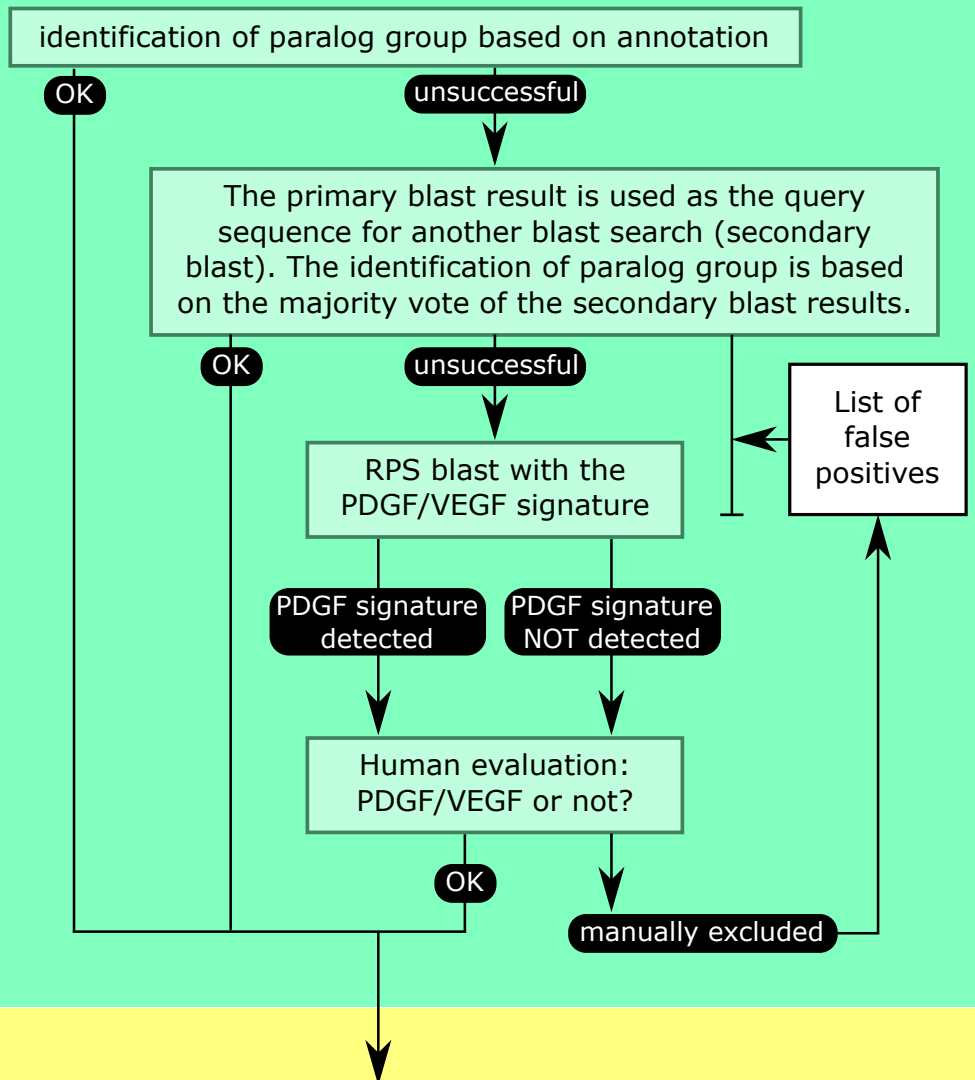 identification of paralog group based on annotation
OK
unsuccessful
The primary blast result is used as the query
sequence for another blast search (secondary
blast). The identification of paralog group is based
on the majority vote of the secondary blast results.
OK
unsuccessful
List of
false
positives
RPS blast with the
PDGF/VEGF signature
PDGF signature
detected
PDGF signature
NOT detected
Human evaluation:
PDGF/VEGF or not?
OK
manually excluded